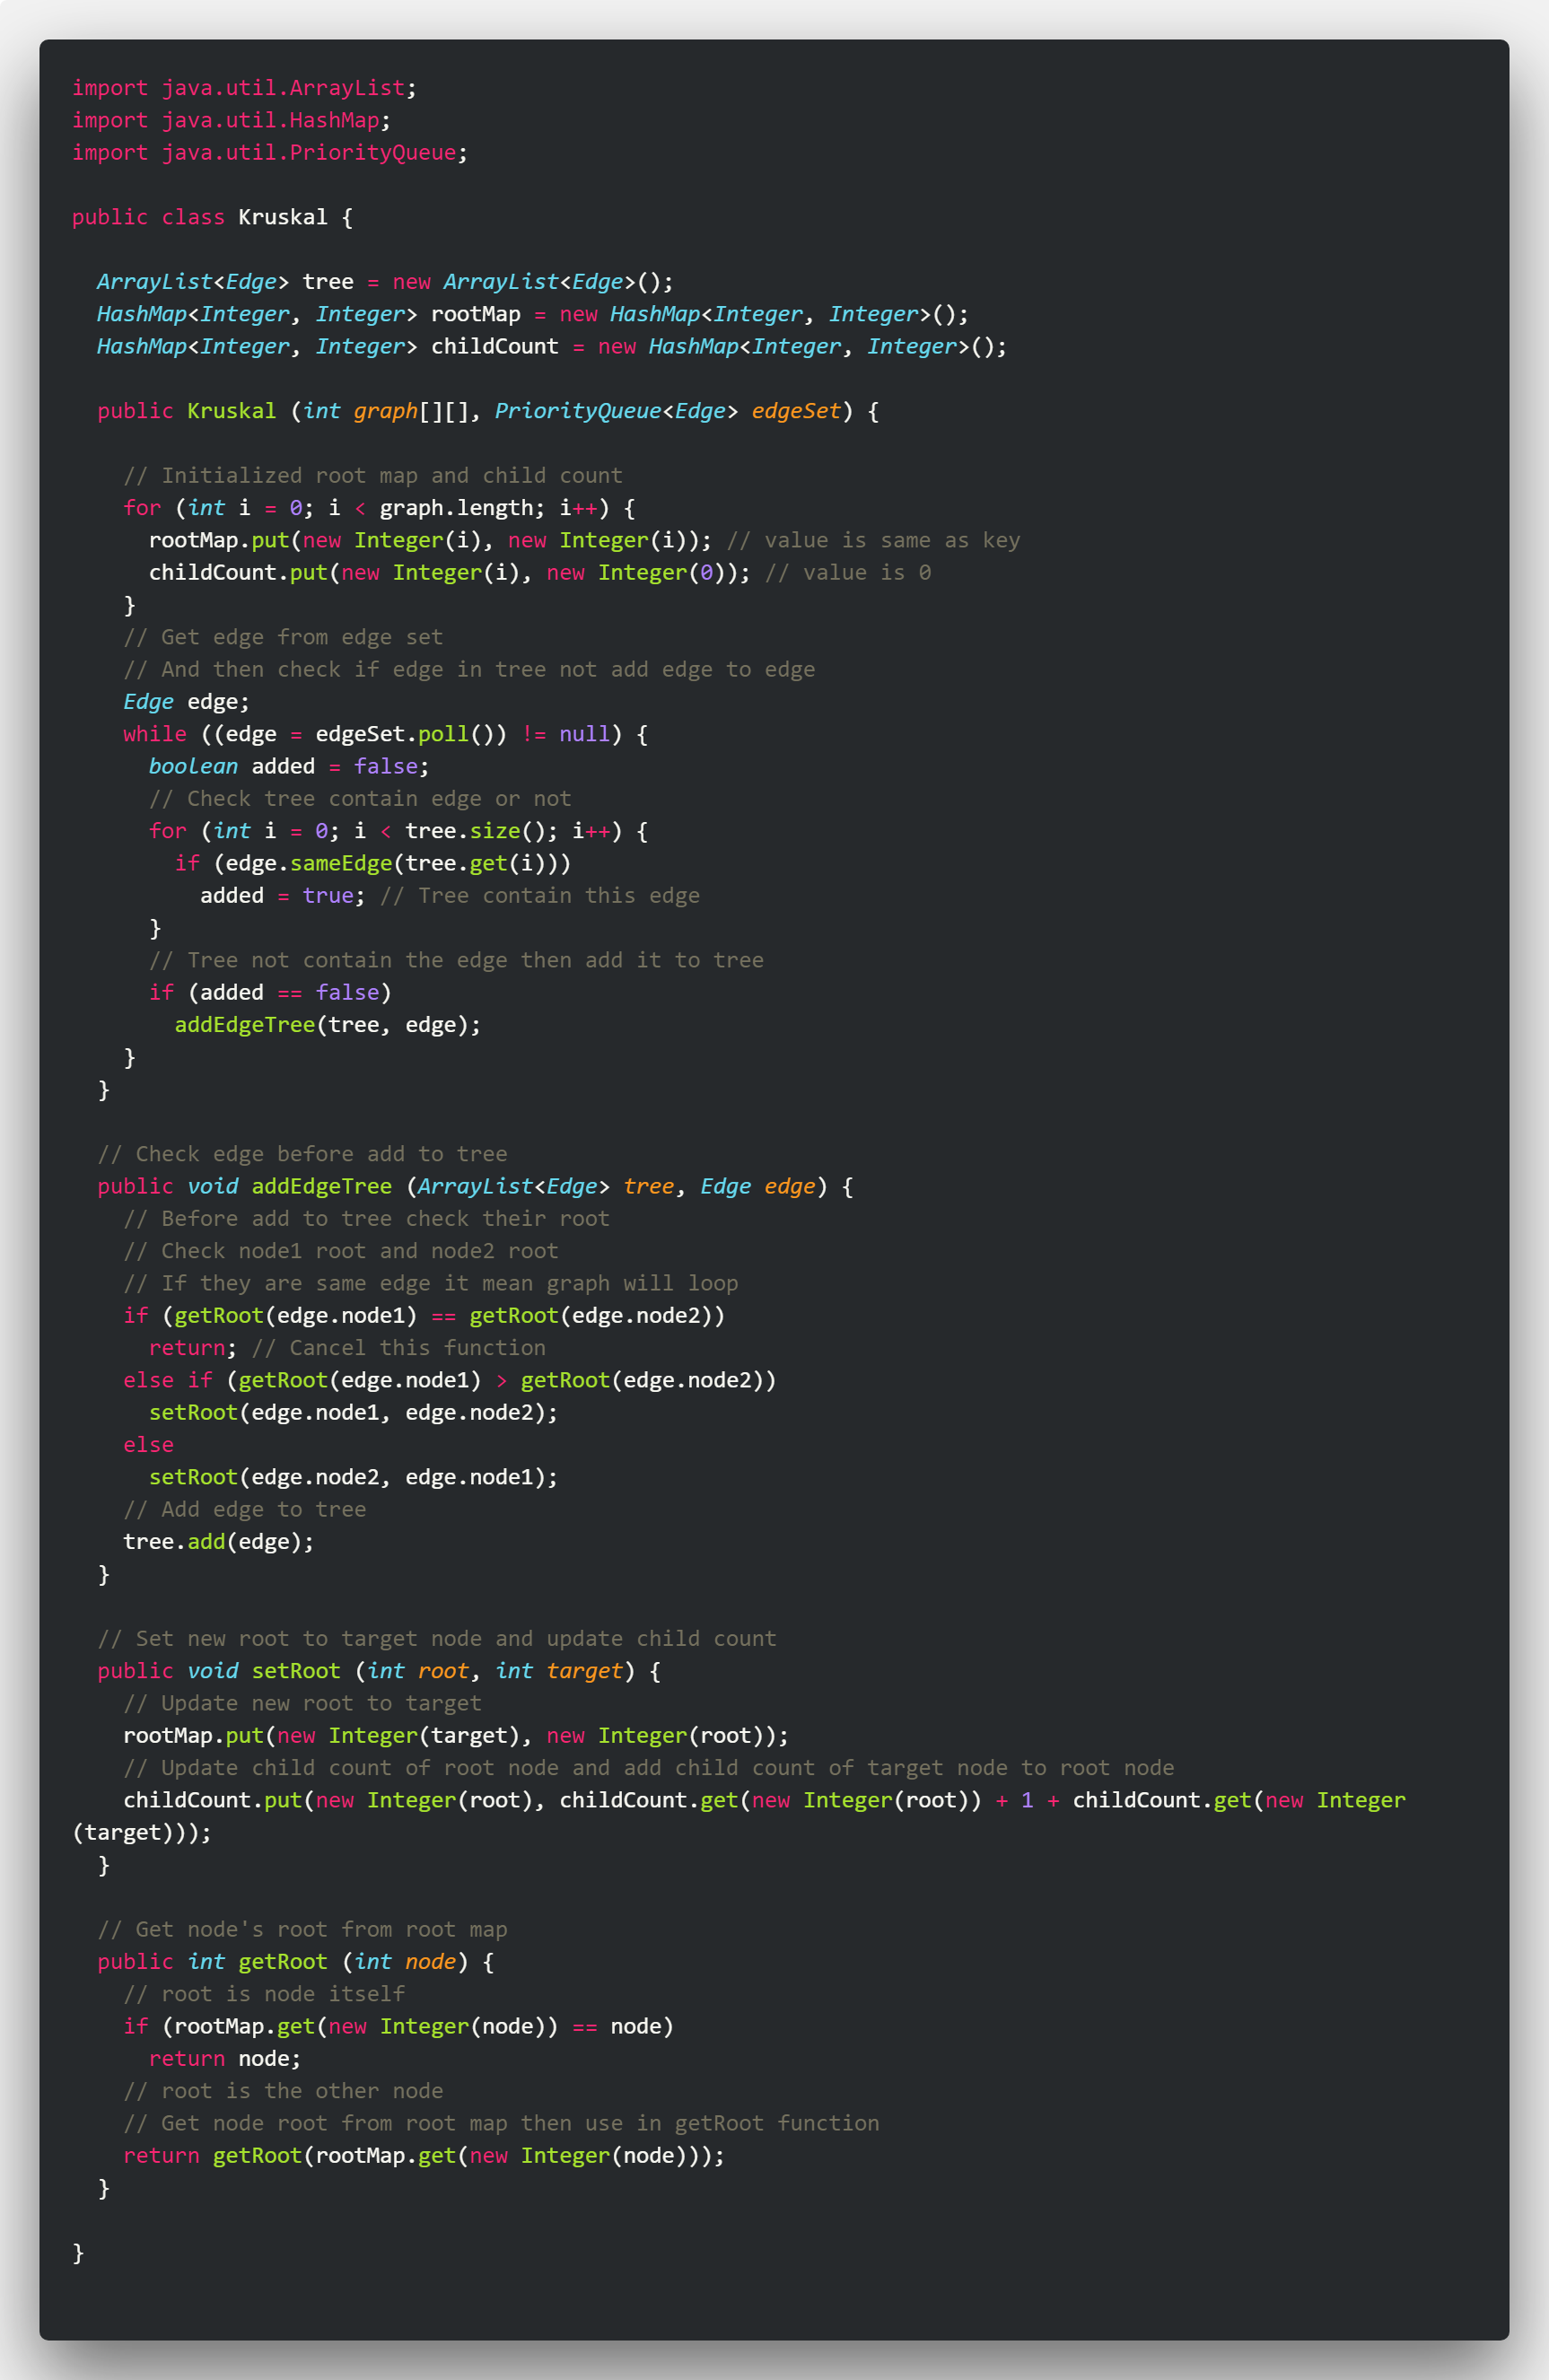 import java.util.ArrayList;
import java.util.HashMap;
import java.util.PriorityQueue;

public class Kruskal {

  ArrayList<Edge> tree = new ArrayList<Edge>();
  HashMap<Integer, Integer> rootMap = new HashMap<Integer, Integer>();
  HashMap<Integer, Integer> childCount = new HashMap<Integer, Integer>();

  public Kruskal (int graph[][], PriorityQueue<Edge> edgeSet) {

    // Initialized root map and child count
    for (int i = 0; i < graph.length; i++) {
      rootMap.put(new Integer(i), new Integer(i)); // value is same as key
      childCount.put(new Integer(i), new Integer(0)); // value is 0
    }
    // Get edge from edge set
    // And then check if edge in tree not add edge to edge
    Edge edge;
    while ((edge = edgeSet.poll()) != null) {
      boolean added = false;
      // Check tree contain edge or not
      for (int i = 0; i < tree.size(); i++) {
        if (edge.sameEdge(tree.get(i)))
          added = true; // Tree contain this edge
      }
      // Tree not contain the edge then add it to tree
      if (added == false)
        addEdgeTree(tree, edge);
    }
  }

  // Check edge before add to tree
  public void addEdgeTree (ArrayList<Edge> tree, Edge edge) {
    // Before add to tree check their root
    // Check node1 root and node2 root
    // If they are same edge it mean graph will loop
    if (getRoot(edge.node1) == getRoot(edge.node2))
      return; // Cancel this function
    else if (getRoot(edge.node1) > getRoot(edge.node2))
      setRoot(edge.node1, edge.node2);
    else
      setRoot(edge.node2, edge.node1);
    // Add edge to tree
    tree.add(edge);
  }

  // Set new root to target node and update child count
  public void setRoot (int root, int target) {
    // Update new root to target
    rootMap.put(new Integer(target), new Integer(root));
    // Update child count of root node and add child count of target node to root node
    childCount.put(new Integer(root), childCount.get(new Integer(root)) + 1 + childCount.get(new Integer
(target)));
  }

  // Get node's root from root map
  public int getRoot (int node) {
    // root is node itself
    if (rootMap.get(new Integer(node)) == node)
      return node;
    // root is the other node
    // Get node root from root map then use in getRoot function
    return getRoot(rootMap.get(new Integer(node)));
  }

}